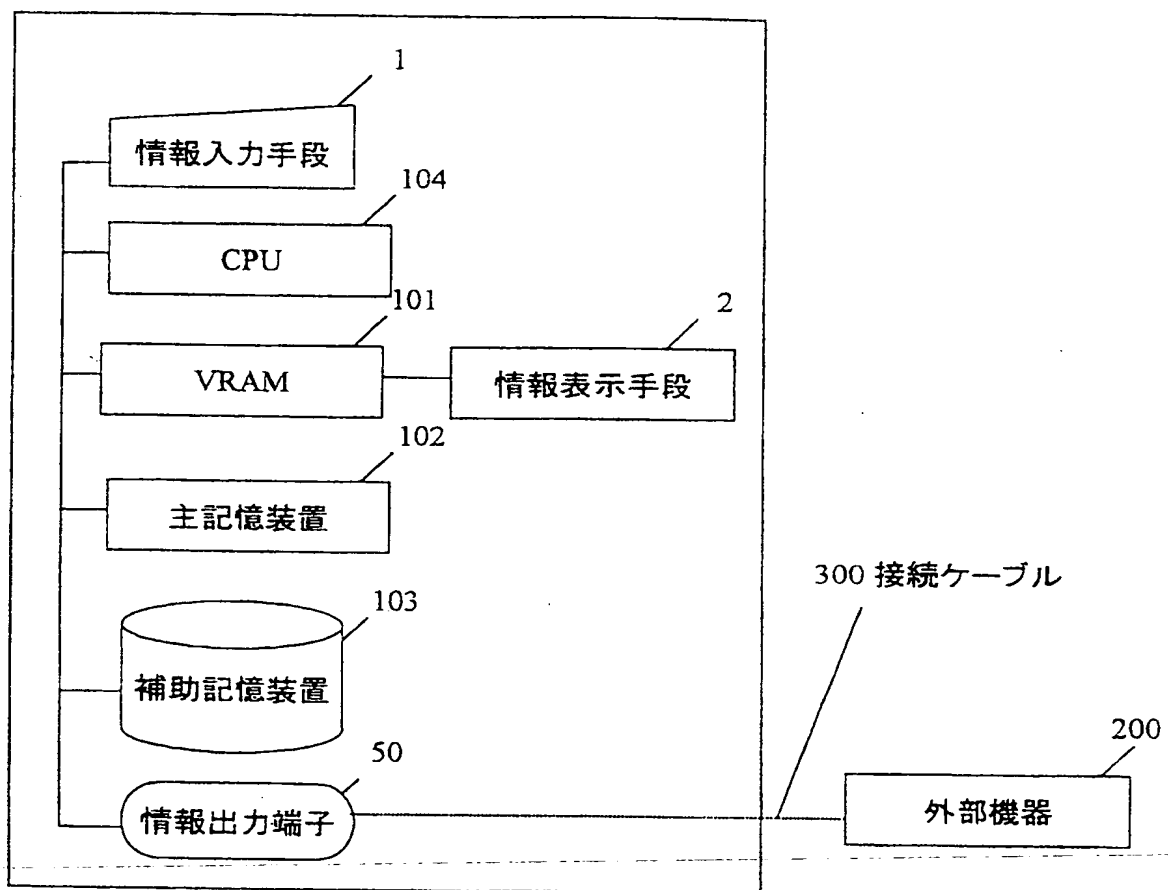 1
情報入力手段
104
CPU
101
VRAM
2
情報表示手段
102
主記憶装置
300 接続ケーブル
103
補助記憶装置
50
情報出力端子
200
外部機器